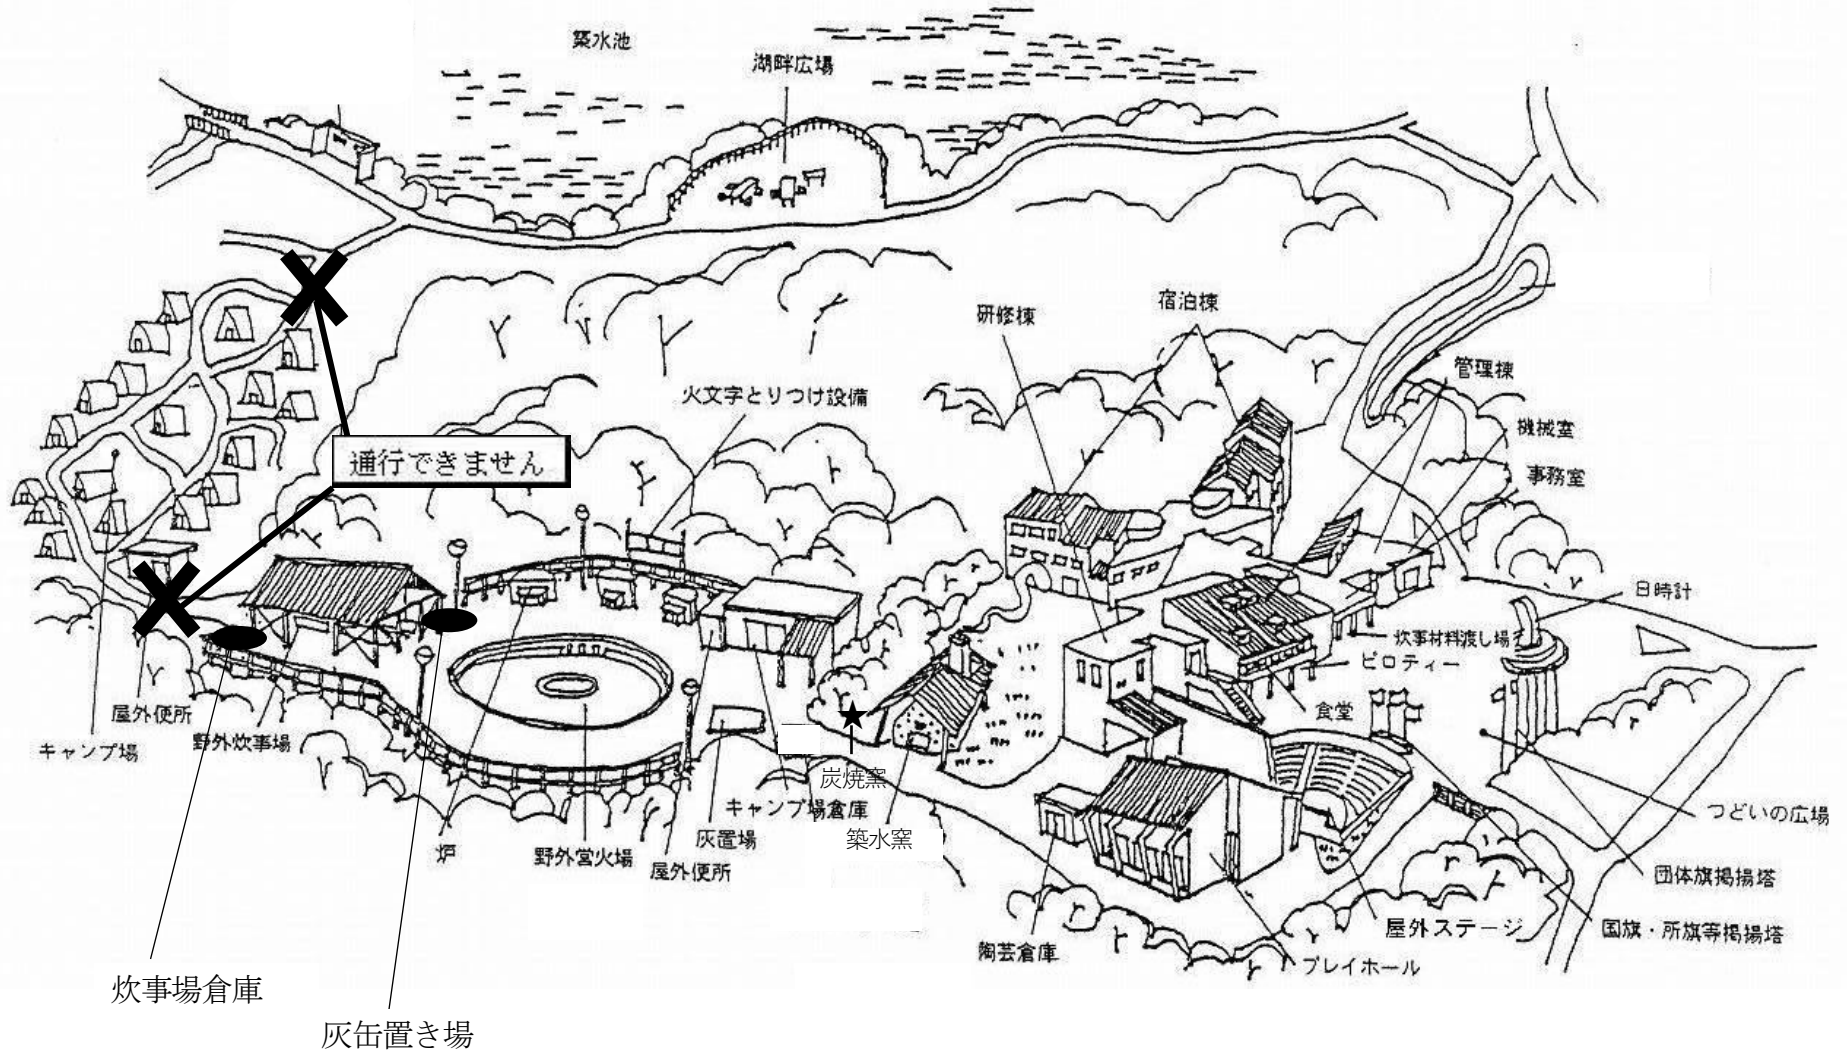 築水池
湖畔広場
研修棟
宿泊棟
管理棟
火文字とりつけ設備
機械室
通行できません
事務室
日時計
炊事材料渡し場
ピロティー
屋外便所
食堂
キャンプ場
野外炊事場
炭焼窯
キャンプ場倉庫
つどいの広場
灰置場
築水窯
炉
野外営火場
屋外便所
団体旗掲揚塔
屋外ステージ
国旗・所旗等掲揚塔
陶芸倉庫
プレイホール
炊事場倉庫
灰缶置き場